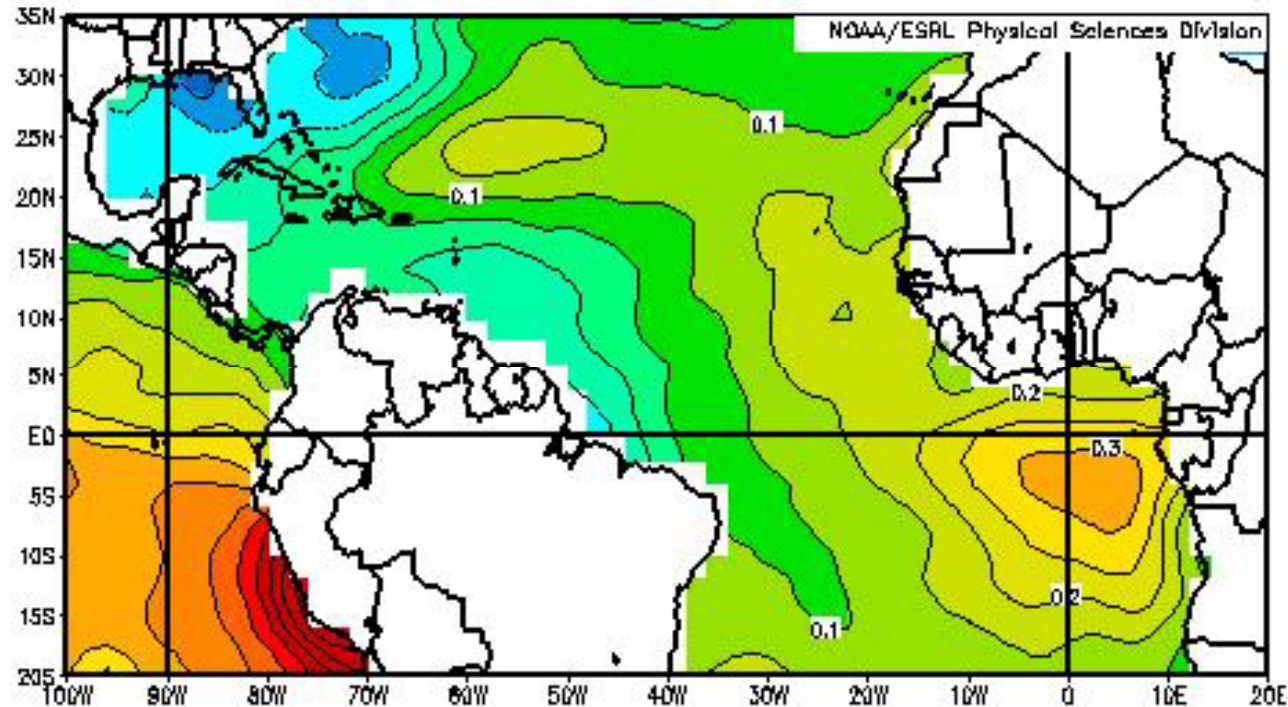 35N
NOAA/ESRL Physical Sciences Division
30N
25N
0.1
20N
0.1
15N
10N
5N
0.2
EQ
0.3
5S
10S
0.2
15S
0.1
20S
100W 90W 80W 70W 60W 50W 40W 30W 20W 10W 0 10E 20E